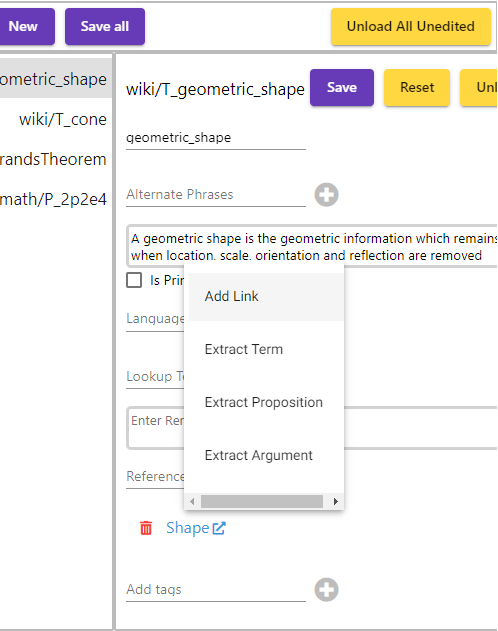 New
Save all
Unload All Unedited
ometric_shape
wiki/T_cone
randsTheorem
math/P_2p2e4
wiki/T_geometric_shape
Save
Reset
Unl
geometric_shape
Alternate Phrases
A geometric shape is the geometric information which remains
when location, scale, orientation and reflection are removed
Is Prin
Language
Lookup Te
Enter Rem
Reference
Add Link
Extract Term
Extract Proposition
Extract Argument
Shape
Add tags